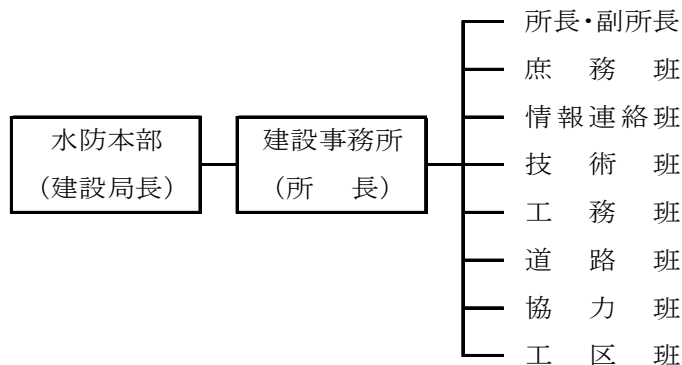 水防本部
(建設局長)
建設事務所
(所　長)
所長・副所長
庶　務　班
情報連絡班
技　術　班
工　務　班
道　路　班
協　力　班
工　区　班